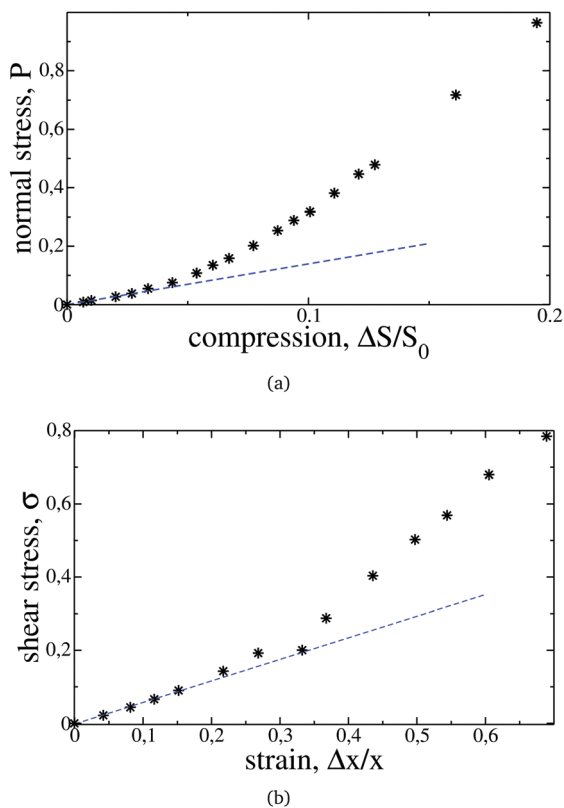 0,8
0,6
0,4
0,2
0
normal stress, P
0 0.1 0.2
compression, ΔS/S₀
(a)
0,8
0,6
0,4
0,2
0
shear stress, σ
0 0,1 0,2 0,3 0,4 0,5 0,6
strain, Δx/x
(b)